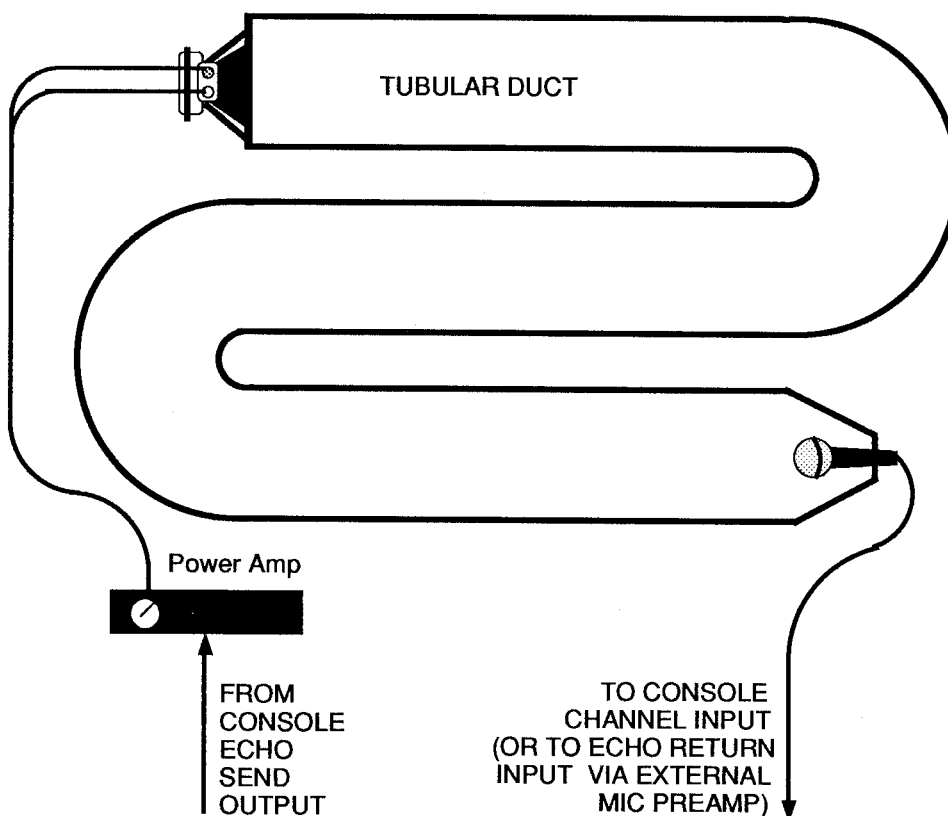 TUBULAR DUCT
Power Amp
FROM
CONSOLE
ECHO
SEND
OUTPUT
TO CONSOLE
CHANNEL INPUT
(OR TO ECHO RETURN
INPUT VIA EXTERNAL
MIC PREAMP)